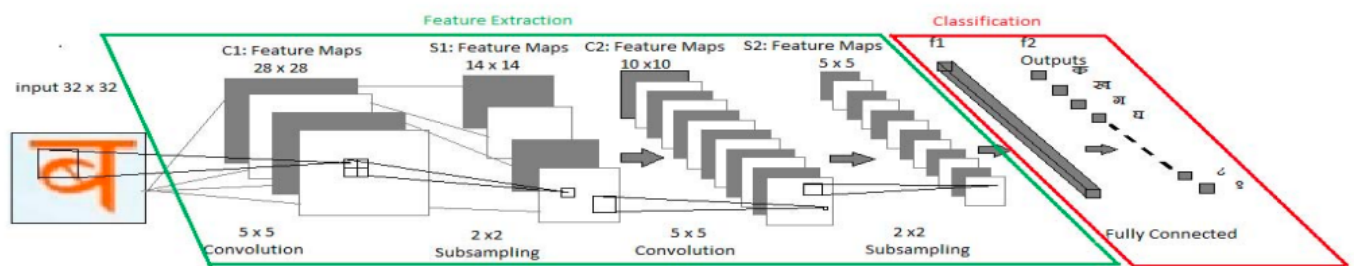 Feature Extraction
Classification
C1: Feature Maps
28 x 28
S1: Feature Maps
14 x 14
C2: Feature Maps
10 x10
S2: Feature Maps
5 x 5
f1
f2
Outputs
input 32 x 32
क
ख
ग
घ
5 x 5
Convolution
2 x2
Subsampling
5 x 5
Convolution
2 x2
Subsampling
Fully Connected